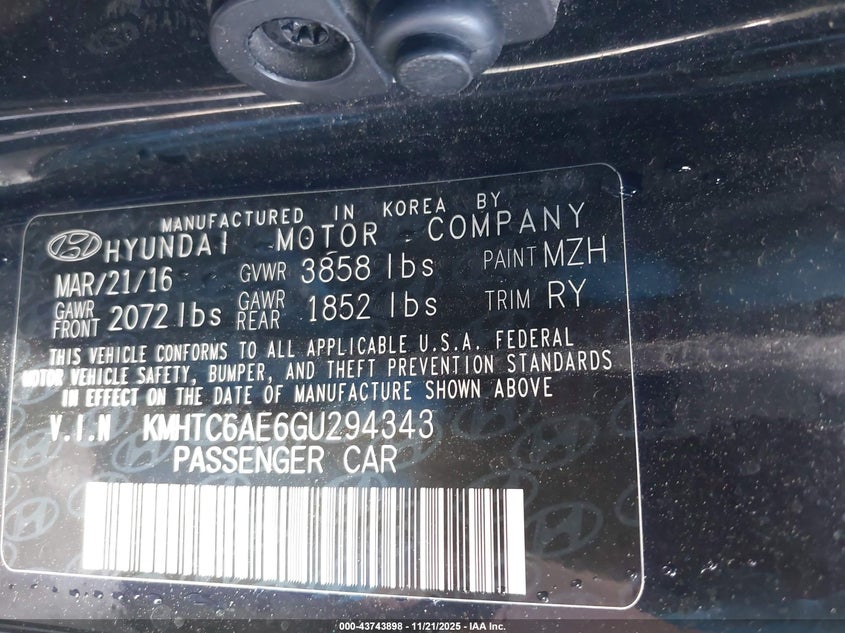 MANUFACTURED IN KOREA BY
HYUNDAI MOTOR COMPANY
MAR/21/16 GVWR 3858 lbs PAINT MZH
GAWR FRONT 2072 lbs GAWR REAR 1852 lbs TRIM RY
THIS VEHICLE CONFORMS TO ALL APPLICABLE U.S.A. FEDERAL
MOTOR VEHICLE SAFETY, BUMPER, AND THEFT PREVENTION STANDARDS
IN EFFECT ON THE DATE OF MANUFACTURE SHOWN ABOVE
V.I.N KMHTC6AE6GU294343
PASSENGER CAR
000-43743898 - 11/21/2025 - IAA Inc.